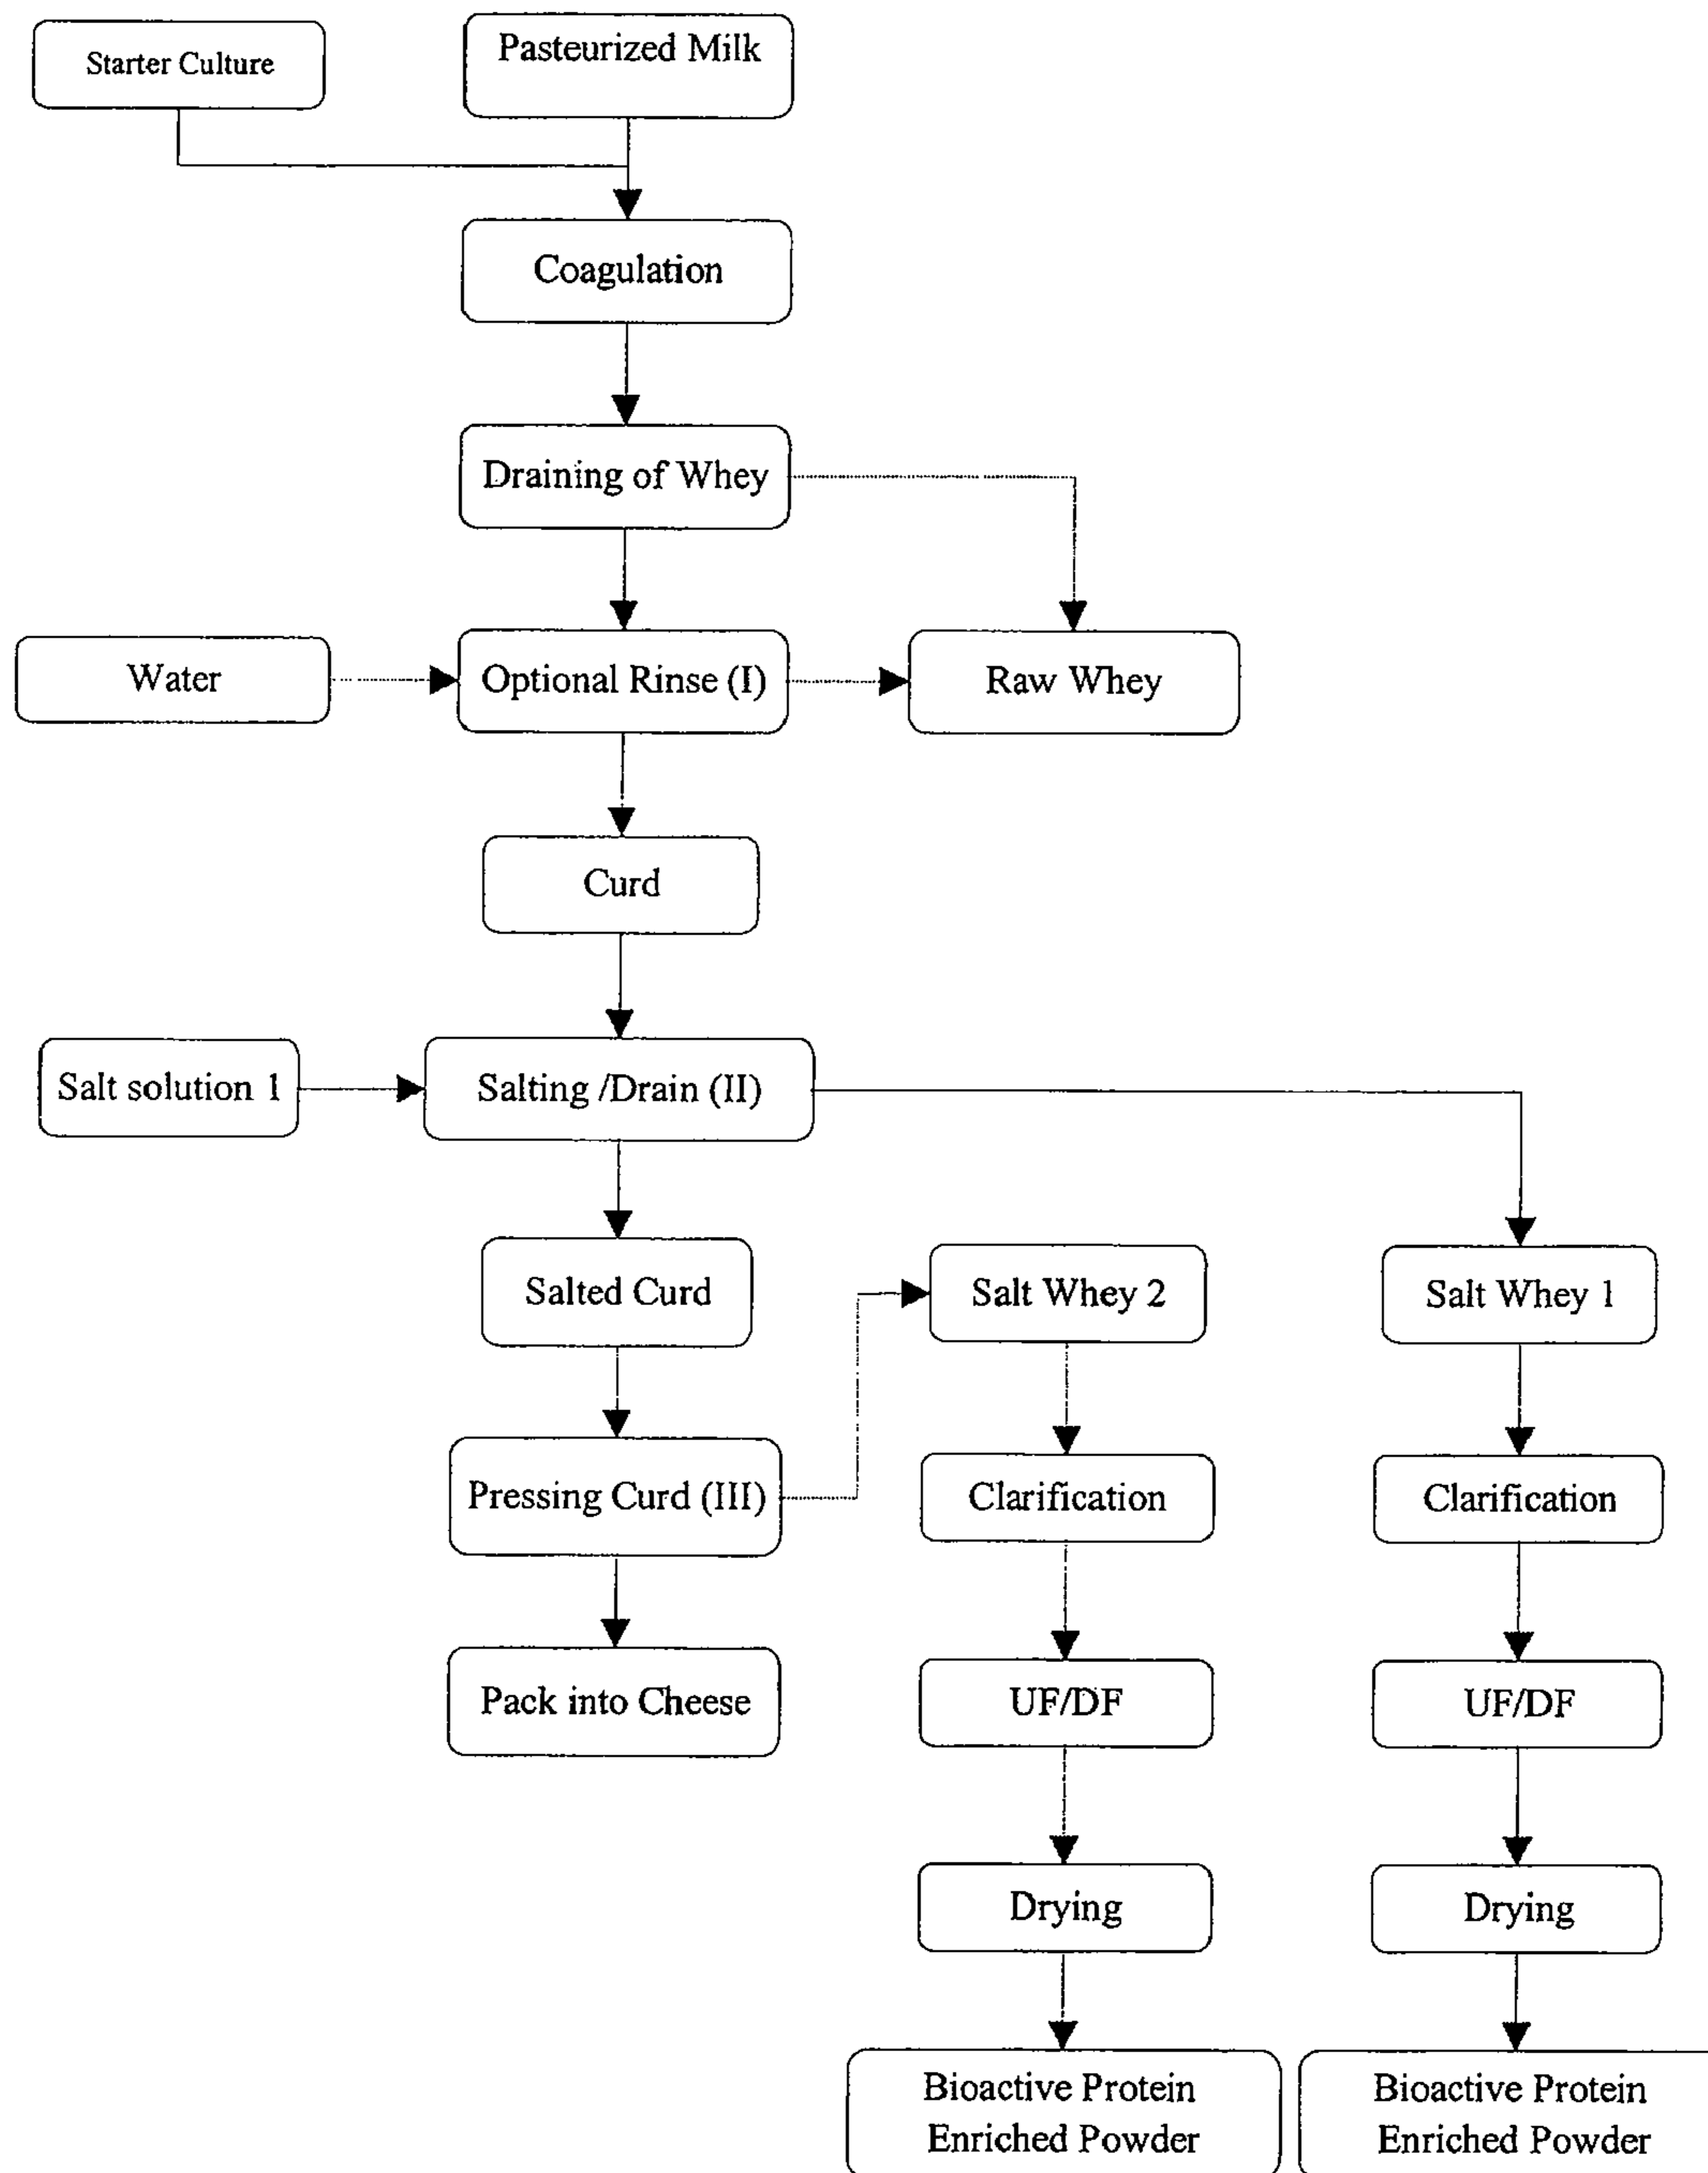 Starter Culture
Pasteurized Milk
Coagulation
Draining of Whey
Water
Optional Rinse (I)
Raw Whey
Curd
Salt solution 1
Salting /Drain (II)
Salted Curd
Salt Whey 2
Salt Whey 1
Pressing Curd (III)
Clarification
Clarification
Pack into Cheese
UF/DF
UF/DF
Drying
Drying
Bioactive Protein
Enriched Powder
Bioactive Protein
Enriched Powder